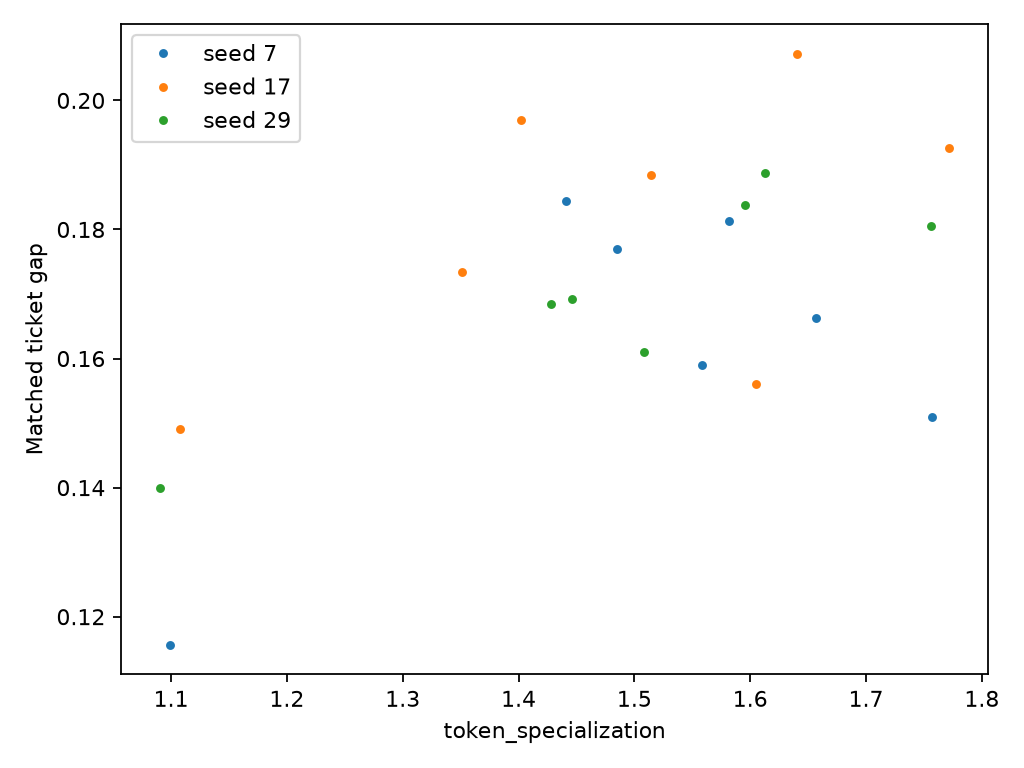 seed 7
seed 17
seed 29
0.20
0.18
0.16
0.14
0.12
Matched ticket gap
1.1 1.2 1.3 1.4 1.5 1.6 1.7 1.8
token_specialization